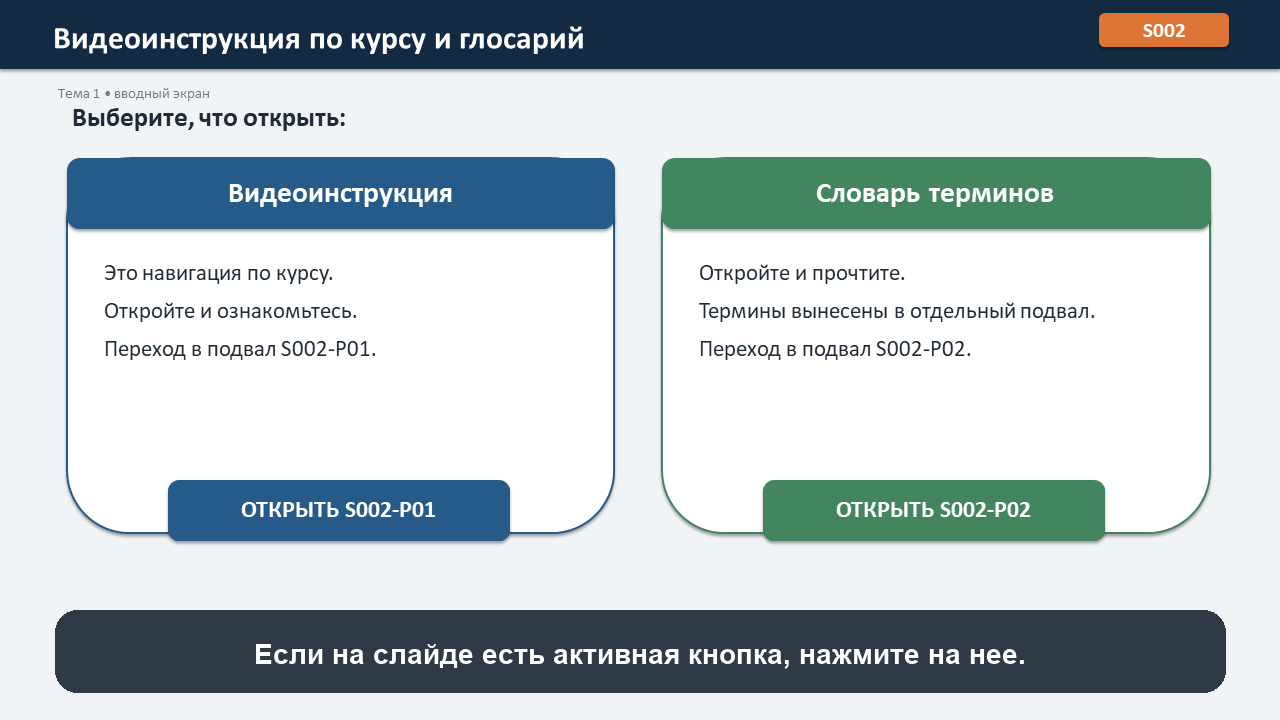 Видеоинструкция по курсу и глосарий
S002
Тема 1 • вводный экран
Выберите, что открыть:
Видеоинструкция
Это навигация по курсу.
Откройте и ознакомьтесь.
Переход в подвал S002-P01.
ОТКРЫТЬ S002-P01
Словарь терминов
Откройте и прочтите.
Термины вынесены в отдельный подвал.
Переход в подвал S002-P02.
ОТКРЫТЬ S002-P02
Если на слайде есть активная кнопка, нажмите на нее.